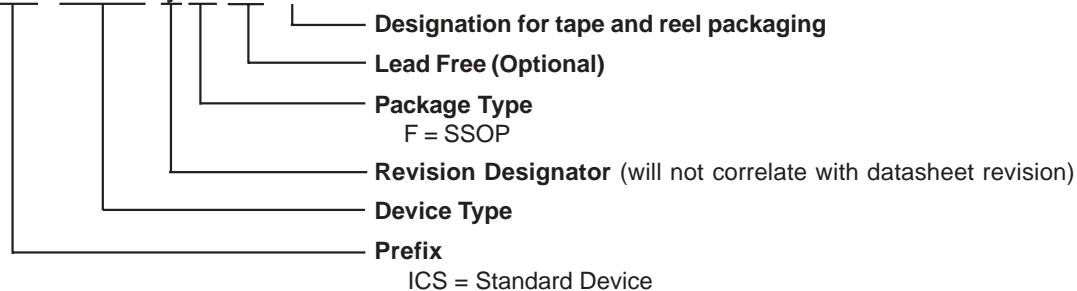 Designation for tape and reel packaging
Lead Free (Optional)
Package Type
F = SSOP
Revision Designator (will not correlate with datasheet revision)
Device Type
Prefix
ICS = Standard Device